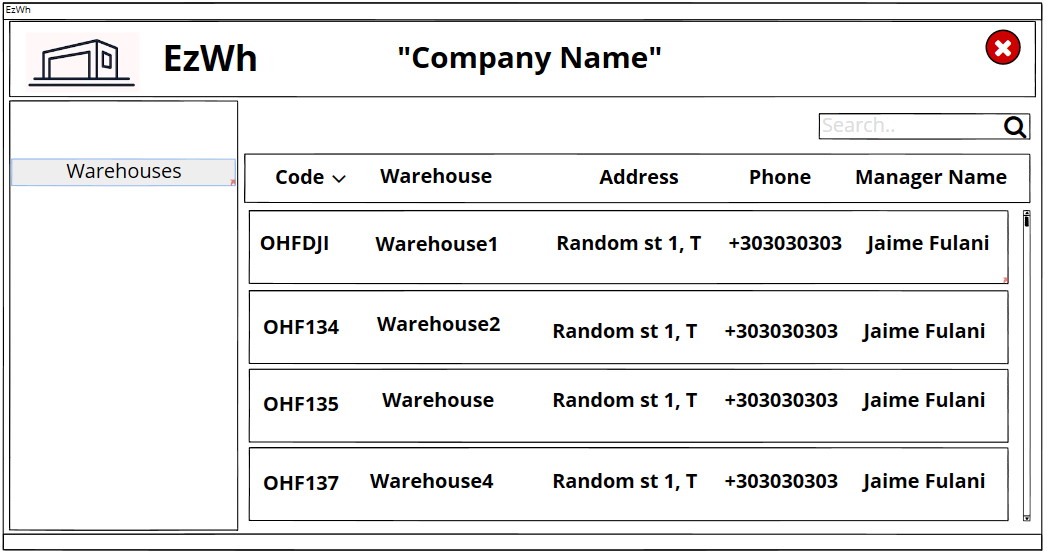 EzWh
EzWh "Company Name"
Search..
Warehouses
Code Warehouse Address Phone Manager Name
OHFDJI Warehouse1 Random st 1, T +303030303 Jaime Fulani
OHF134 Warehouse2 Random st 1, T +303030303 Jaime Fulani
OHF135 Warehouse Random st 1, T +303030303 Jaime Fulani
OHF137 Warehouse4 Random st 1, T +303030303 Jaime Fulani